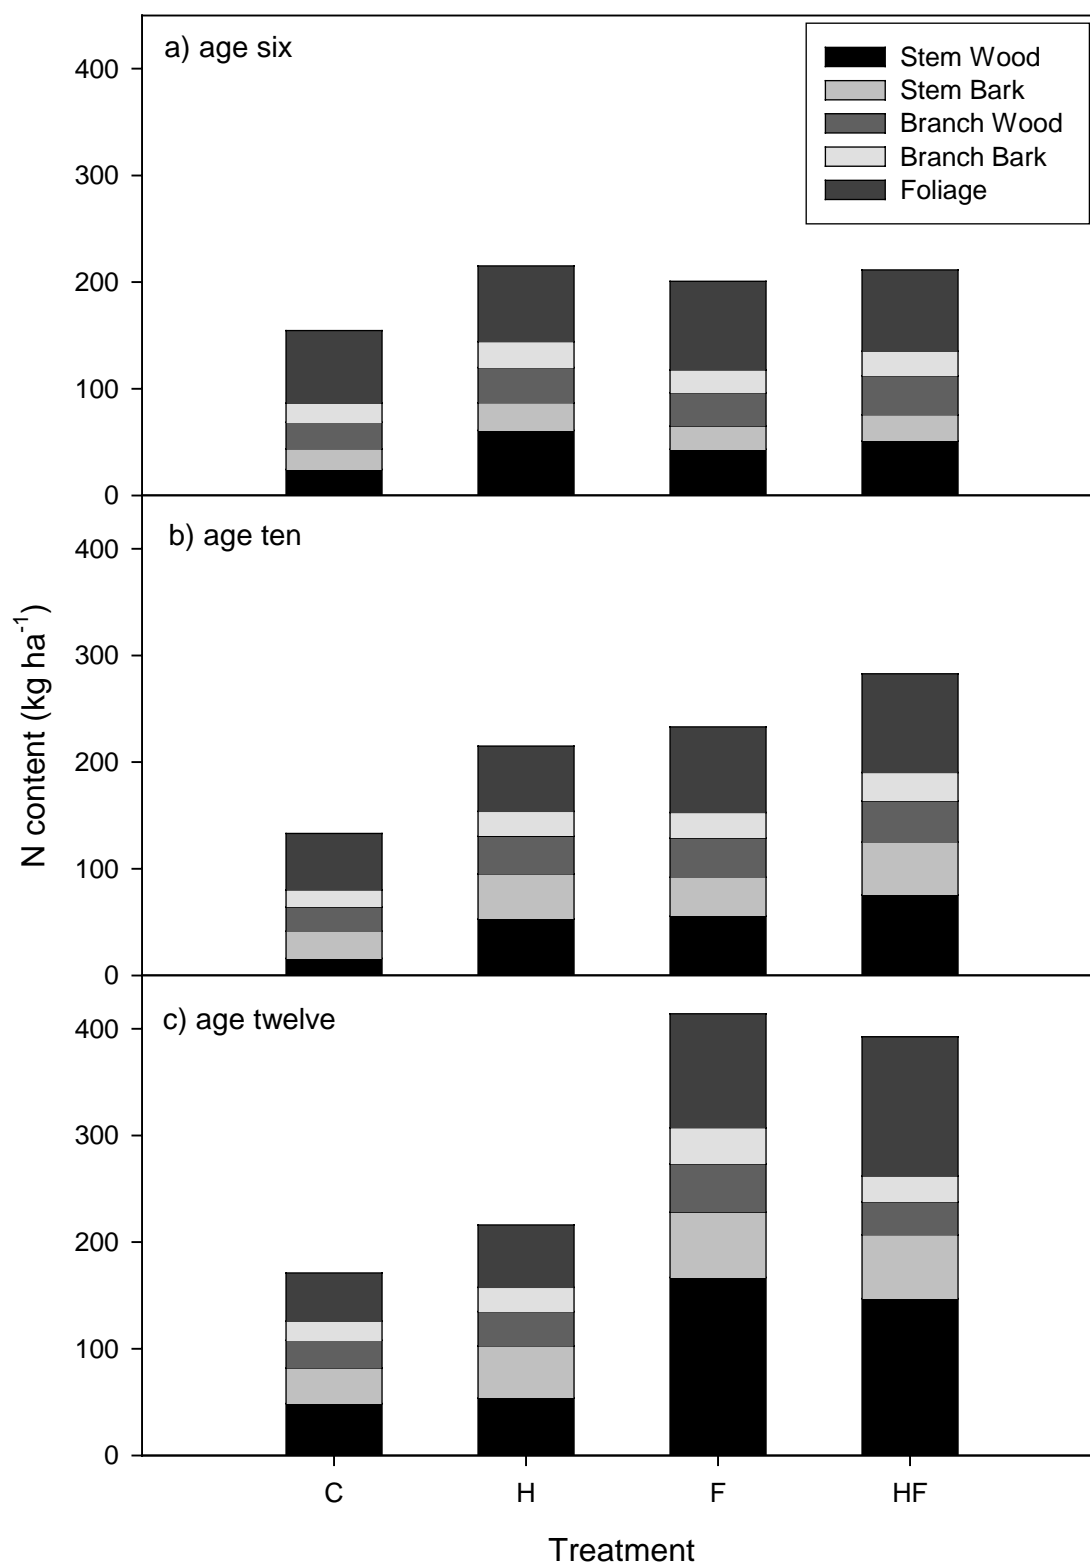 a) age six
Stem Wood
Stem Bark
Branch Wood
Branch Bark
Foliage
400
300
200
100
0
b) age ten
400
300
200
100
0
N content (kg ha⁻¹)
c) age twelve
400
300
200
100
0
C H F HF
Treatment